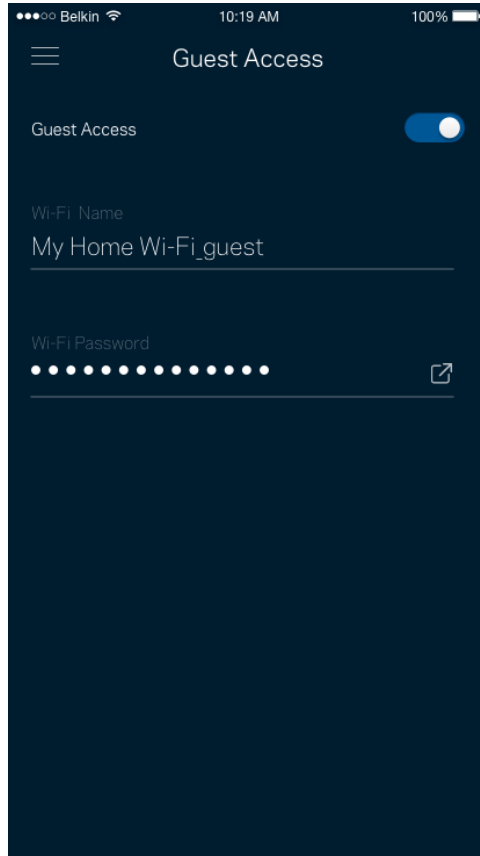 ●●●○○ Belkin 10:19 AM 100%
Guest Access
Guest Access
Wi-Fi Name
My Home Wi-Fi_guest
Wi-Fi Password
●●●●●●●●●●●●●●